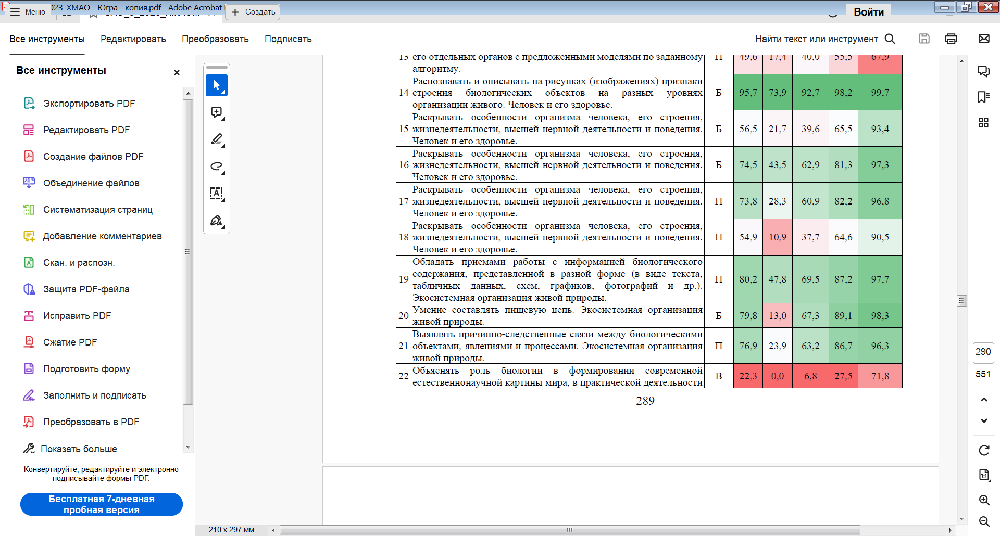 023_ХМАО - Югра - копия.pdf - Adobe Acrobat
Меню
Создать
Войти
Все инструменты
Редактировать
Преобразовать
Подписать
Найти текст или инструмент
Все инструменты
Экспортировать PDF
Редактировать PDF
Создание файлов PDF
Объединение файлов
Систематизация страниц
Добавление комментариев
Скан. и распозн.
Защита PDF-файла
Исправить PDF
Сжатие PDF
Подготовить форму
Заполнить и подписать
Преобразовать в PDF
Показать больше
Конвертируйте, редактируйте и электронно
подписывайте формы PDF.
Бесплатная 7-дневная
пробная версия
13 его отдельных органов с предложенными моделями по заданному П 49,6 17,4 40,0 55,5 67,9
алгоритму.
Распознавать и описывать на рисунках (изображениях) признаки
14 строения биологических объектов на разных уровнях Б 95,7 73,9 92,7 98,2 99,7
организации живого. Человек и его здоровье.
Раскрывать особенности организма человека, его строения,
15 жизнедеятельности, высшей нервной деятельности и поведения. Б 56,5 21,7 39,6 65,5 93,4
Человек и его здоровье.
Раскрывать особенности организма человека, его строения,
16 жизнедеятельности, высшей нервной деятельности и поведения. Б 74,5 43,5 62,9 81,3 97,3
Человек и его здоровье.
Раскрывать особенности организма человека, его строения,
17 жизнедеятельности, высшей нервной деятельности и поведения. П 73,8 28,3 60,9 82,2 96,8
Человек и его здоровье.
Раскрывать особенности организма человека, его строения,
18 жизнедеятельности, высшей нервной деятельности и поведения. П 54,9 10,9 37,7 64,6 90,5
Человек и его здоровье.
Обладать приемами работы с информацией биологического
содержания, представленной в разной форме (в виде текста,
19 табличных данных, схем, графиков, фотографий и др.). П 80,2 47,8 69,5 87,2 97,7
Экосистемная организация живой природы.
20 Умение составлять пищевую цепь. Экосистемная организация Б 79,8 13,0 67,3 89,1 98,3
живой природы.
Выявлять причинно-следственные связи между биологическими
21 объектами, явлениями и процессами. Экосистемная организация П 76,9 23,9 63,2 86,7 96,3
живой природы.
22 Объяснять роль биологии в формировании современной В 22,3 0,0 6,8 27,5 71,8
естественнонаучной картины мира, в практической деятельности
289
290
551
1:1
210 x 297 мм